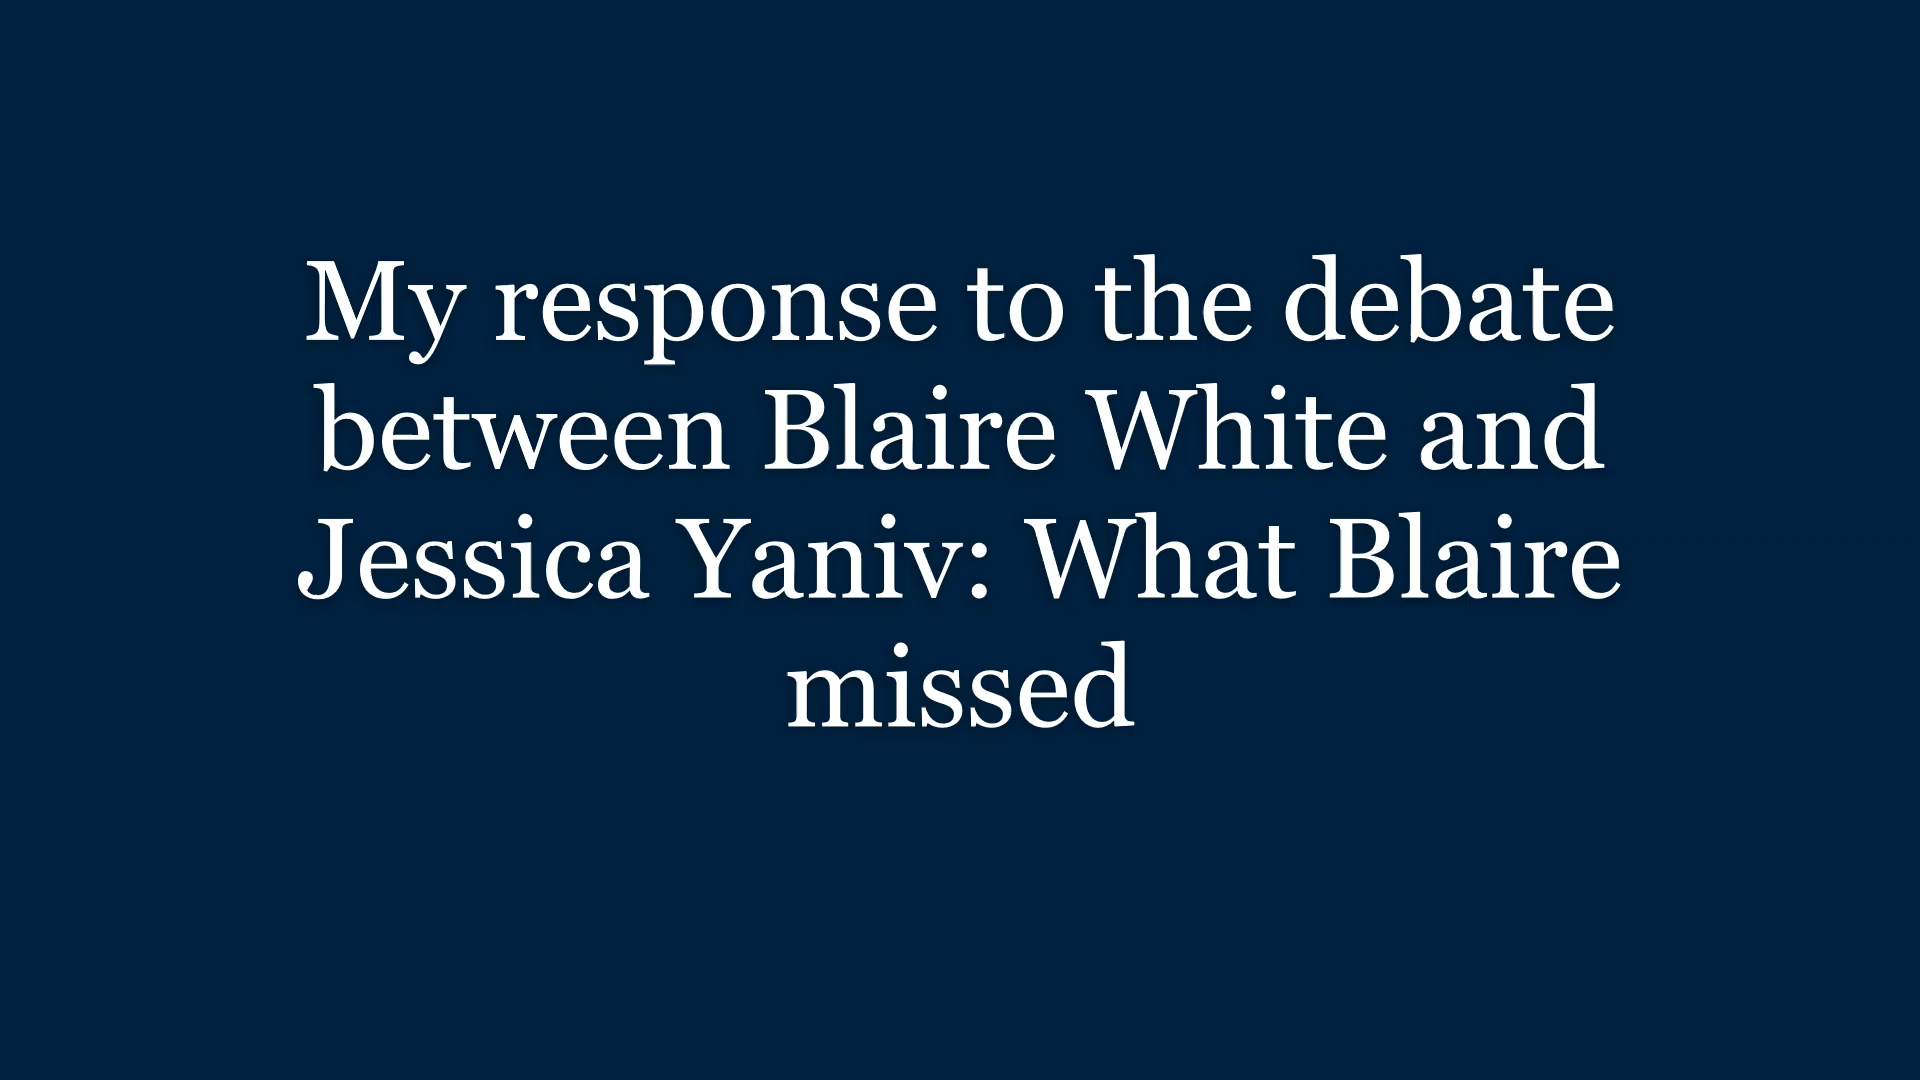 My response to the debate
between Blaire White and
Jessica Yaniv: What Blaire
missed